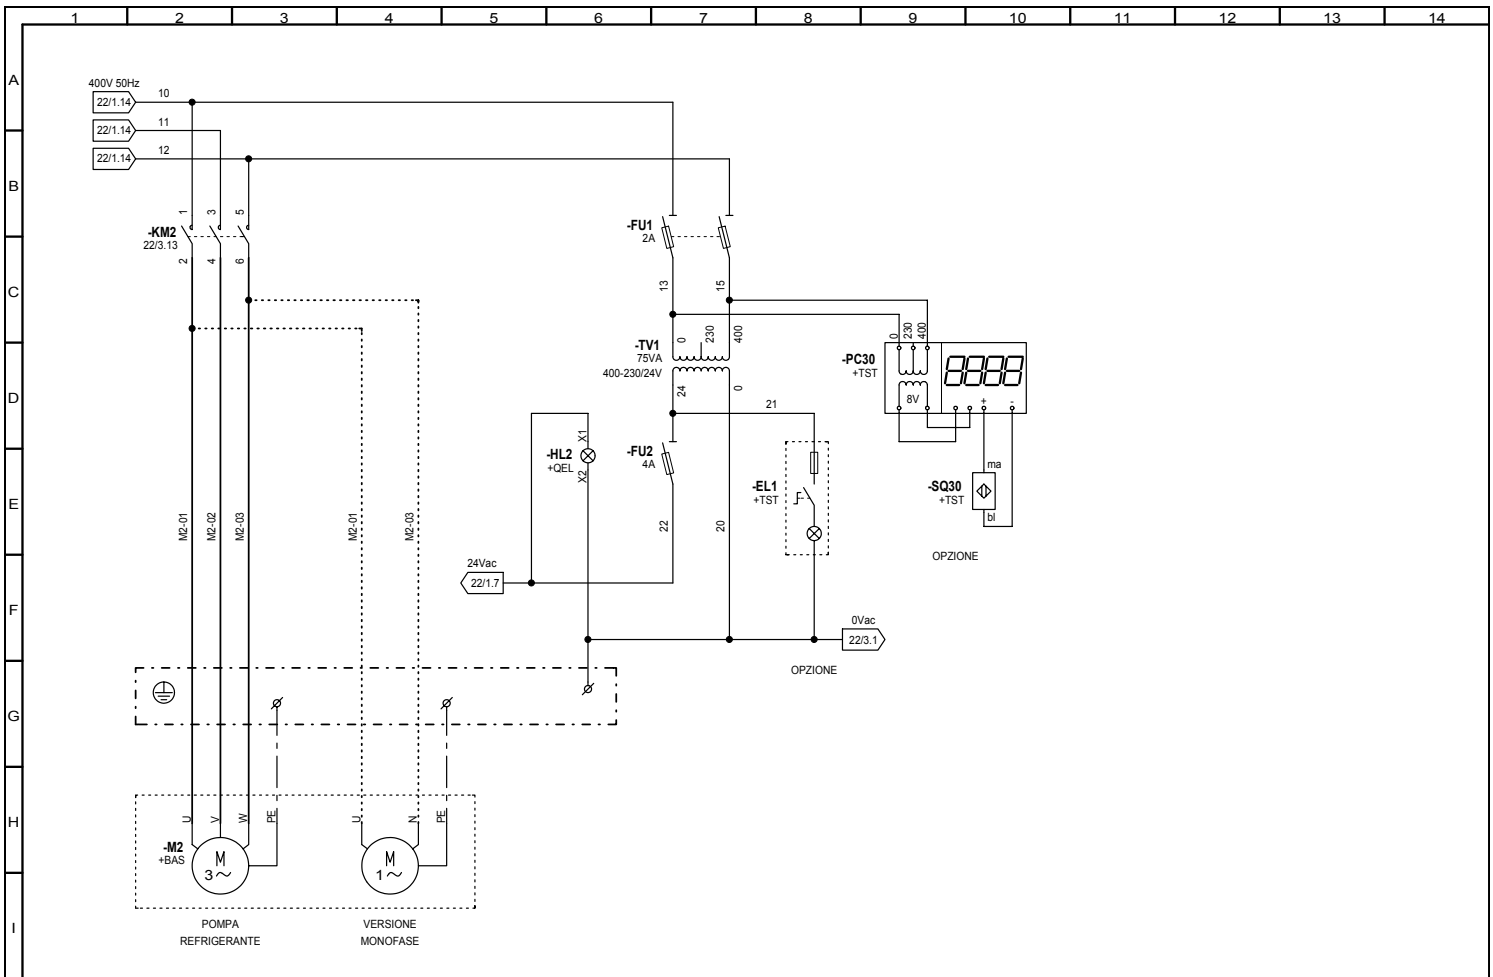 1 2 3 4 5 6 7 8 9 10 11 12 13 14
A
400V 50Hz
22/1.14 10
22/1.14 11
22/1.14 12
B
1 3 5
-KM2
22/3.13
2 4 6
-FU1
2A
C
13 15
0 230 400
-TV1
75VA
400-230/24V
24 0
0 230 400
-PC30
+TST
8888
8V
+ -
D
21
X1
-HL2
+QEL
X2
-FU2
4A
-EL1
+TST
ma
-SQ30
+TST
bl
E
M2-01 M2-02 M2-03 M2-01 M2-03
22 20
OPZIONE
24Vac
22/1.7
F
0Vac
22/3.1
OPZIONE
G
H
U V W PE U N PE
-M2
+BAS
M
3～
M
1～
I
POMPA
REFRIGERANTE
VERSIONE
MONOFASE